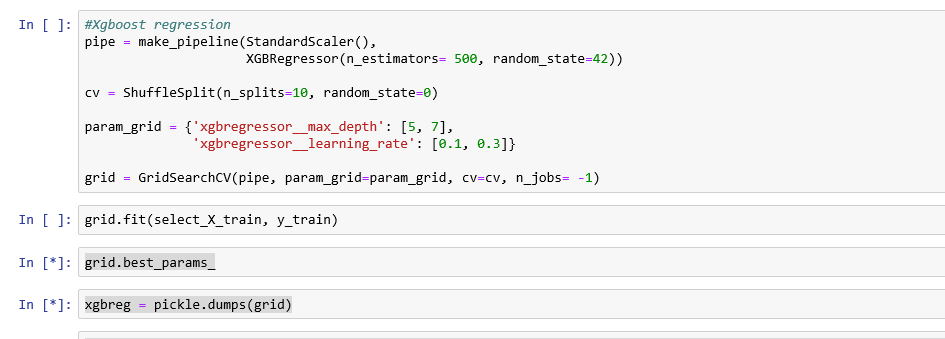 In [ ]: #Xgboost regression
pipe = make_pipeline(StandardScaler(),
XGBRegressor(n_estimators= 500, random_state=42))
cv = ShuffleSplit(n_splits=10, random_state=0)
param_grid = {'xgbregressor__max_depth': [5, 7],
'xgbregressor__learning_rate': [0.1, 0.3]}
grid = GridSearchCV(pipe, param_grid=param_grid, cv=cv, n_jobs= -1)
In [ ]: grid.fit(select_X_train, y_train)
In [*]: grid.best_params_
In [*]: xgbreg = pickle.dumps(grid)